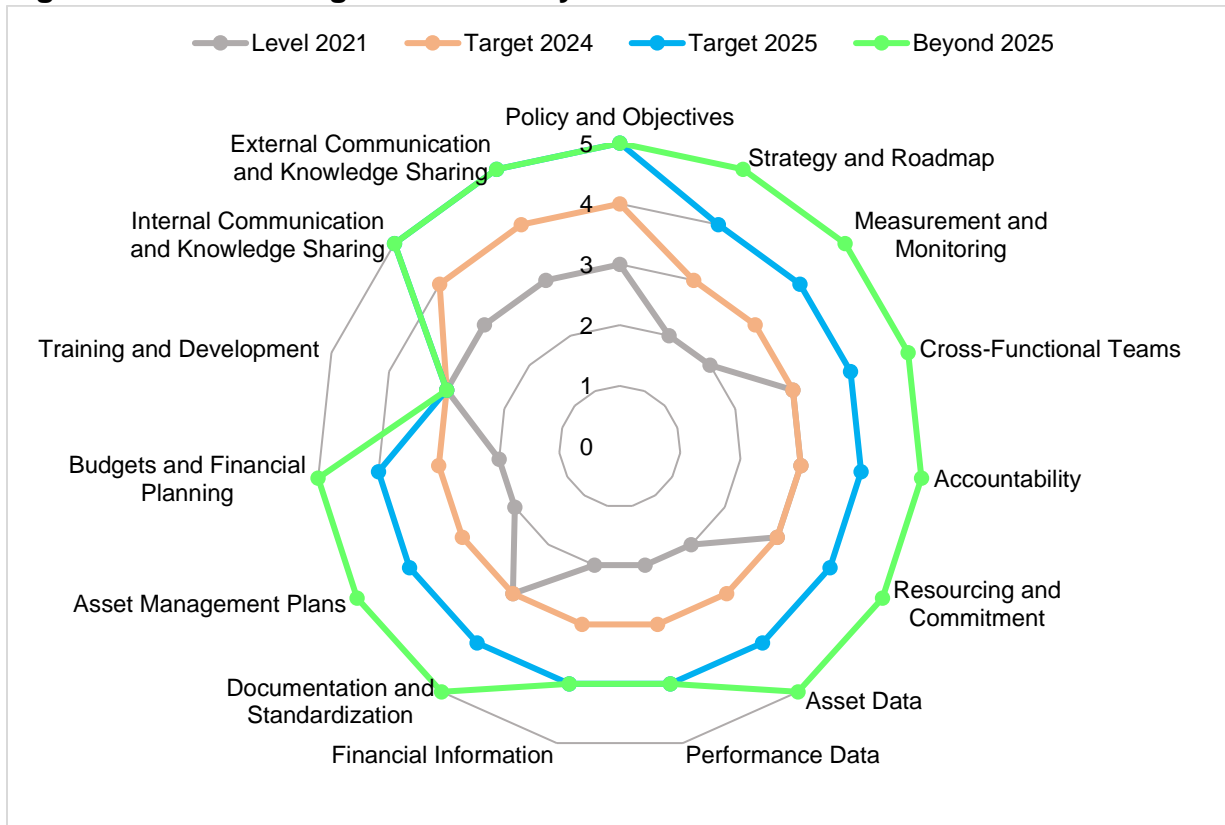 Level 2021
Target 2024
Target 2025
Beyond 2025
Policy and Objectives
Strategy and Roadmap
Measurement and
Monitoring
Cross-Functional Teams
Accountability
Resourcing and
Commitment
Asset Data
Performance Data
Financial Information
Documentation and
Standardization
Asset Management Plans
Budgets and Financial
Planning
Training and Development
Internal Communication
and Knowledge Sharing
External Communication
and Knowledge Sharing
5
4
3
2
1
0